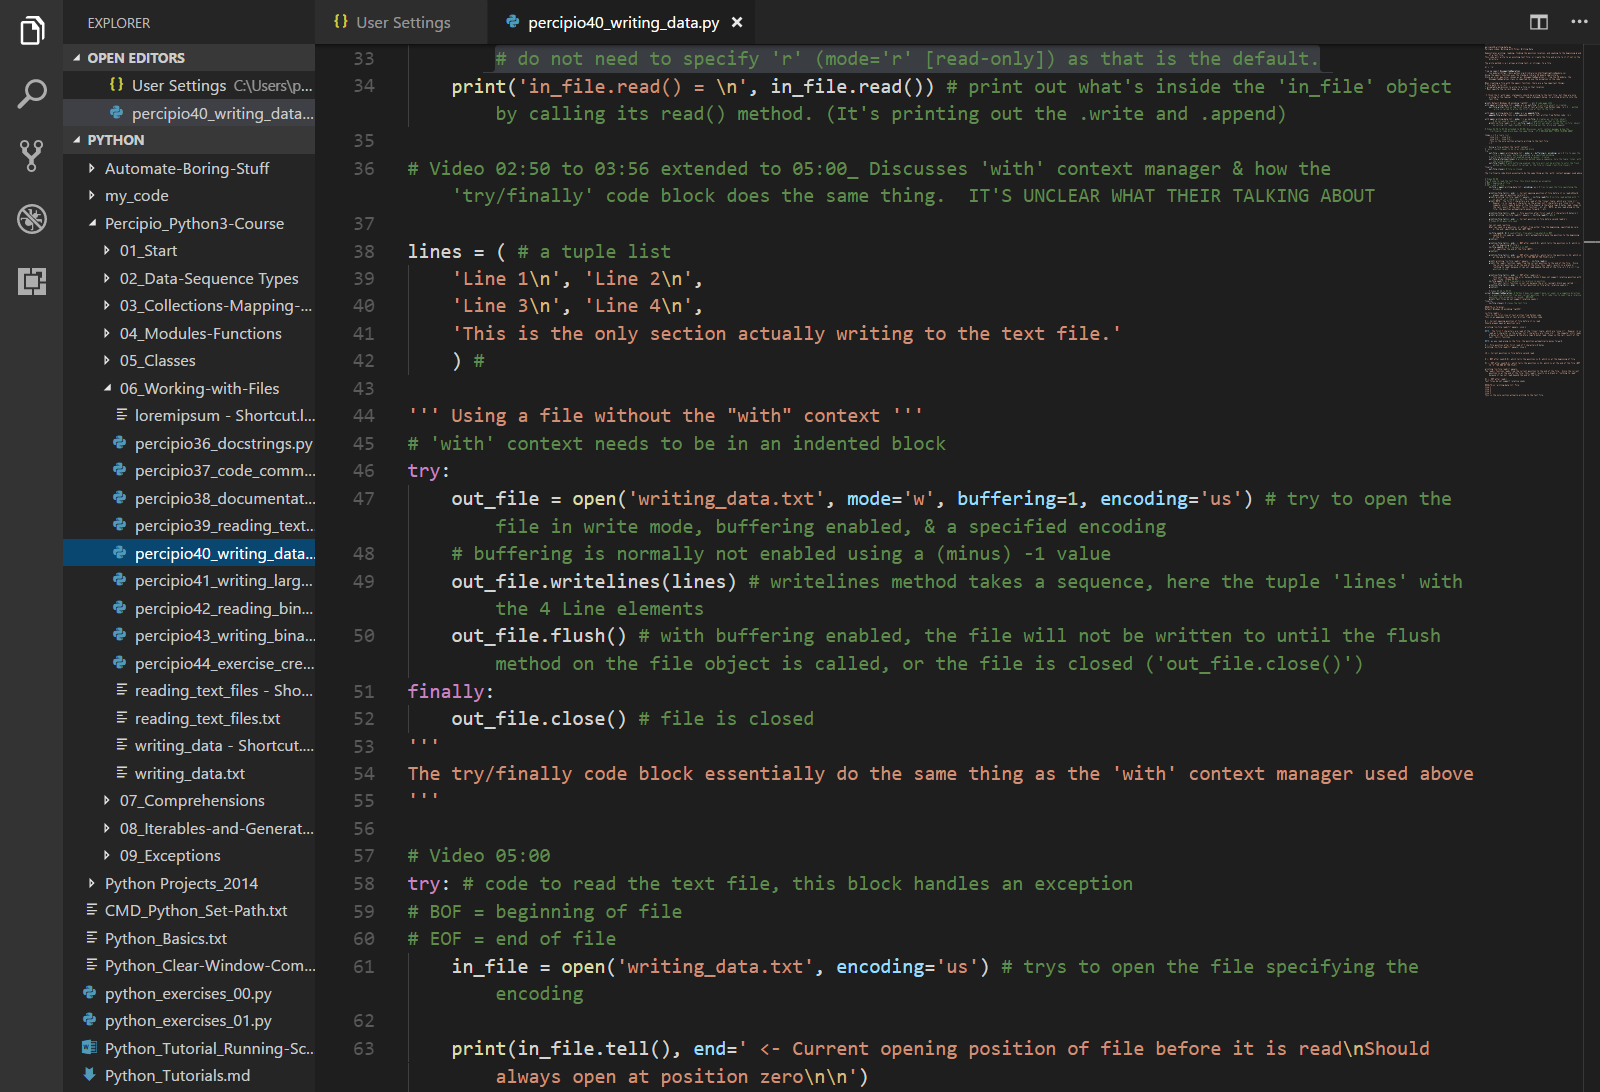 EXPLORER
OPEN EDITORS
{} User Settings C:\Users\p...
percipio40_writing_data...
PYTHON
Automate-Boring-Stuff
my_code
Percipio_Python3-Course
01_Start
02_Data-Sequence Types
03_Collections-Mapping-...
04_Modules-Functions
05_Classes
06_Working-with-Files
loremipsum - Shortcut.l...
percipio36_docstrings.py
percipio37_code_comm...
percipio38_documentat...
percipio39_reading_text...
percipio40_writing_data...
percipio41_writing_larg...
percipio42_reading_bin...
percipio43_writing_bina...
percipio44_exercise_cre...
reading_text_files - Sho...
reading_text_files.txt
writing_data - Shortcut....
writing_data.txt
07_Comprehensions
08_Iterables-and-Generat...
09_Exceptions
Python Projects_2014
CMD_Python_Set-Path.txt
Python_Basics.txt
Python_Clear-Window-Com...
python_exercises_00.py
python_exercises_01.py
Python_Tutorial_Running-Sc...
Python_Tutorials.md
{} User Settings
percipio40_writing_data.py ×
33 # do not need to specify 'r' (mode='r' [read-only]) as that is the default.
34 print('in_file.read() = \n', in_file.read()) # print out what's inside the 'in_file' object
by calling its read() method. (It's printing out the .write and .append)
35
36 # Video 02:50 to 03:56 extended to 05:00_ Discusses 'with' context manager & how the
'try/finally' code block does the same thing.  IT'S UNCLEAR WHAT THEIR TALKING ABOUT
37
38 lines = ( # a tuple list
39 'Line 1\n', 'Line 2\n',
40 'Line 3\n', 'Line 4\n',
41 'This is the only section actually writing to the text file.'
42 ) #
43
44 ''' Using a file without the "with" context '''
45 # 'with' context needs to be in an indented block
46 try:
47 out_file = open('writing_data.txt', mode='w', buffering=1, encoding='us') # try to open the
file in write mode, buffering enabled, & a specified encoding
48 # buffering is normally not enabled using a (minus) -1 value
49 out_file.writelines(lines) # writelines method takes a sequence, here the tuple 'lines' with
the 4 Line elements
50 out_file.flush() # with buffering enabled, the file will not be written to until the flush
method on the file object is called, or the file is closed ('out_file.close()')
51 finally:
52 out_file.close() # file is closed
53 '''
54 The try/finally code block essentially do the same thing as the 'with' context manager used above
55 '''
56
57 # Video 05:00
58 try: # code to read the text file, this block handles an exception
59 # BOF = beginning of file
60 # EOF = end of file
61 in_file = open('writing_data.txt', encoding='us') # trys to open the file specifying the
encoding
62
63 print(in_file.tell(), end=' <- Current opening position of file before it is read\nShould
always open at position zero\n\n')